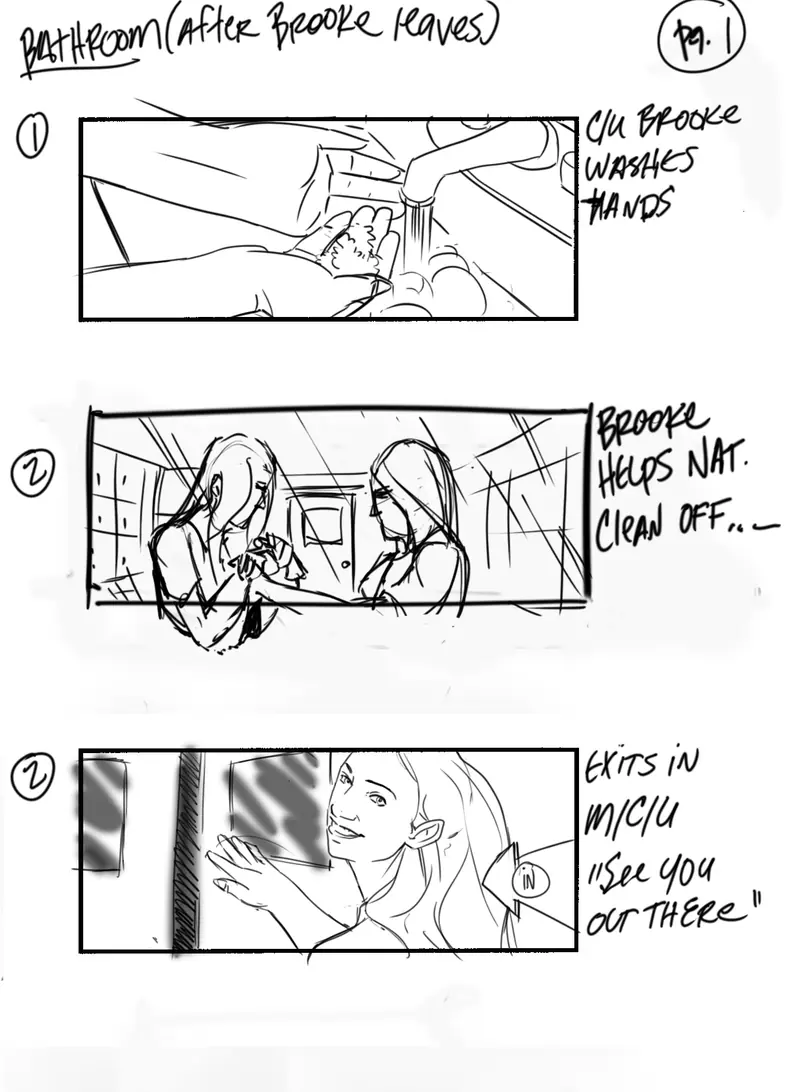 BATHROOM (AFTER BROOKE leaves)
pg. 1
1
C/U BROOKE
WASHES
HANDS
2
BROOKE
HELPS NAT.
CLEAN OFF...
2
EXiTS iN
M/C/U
"See YOU
OUT THERe"
IN